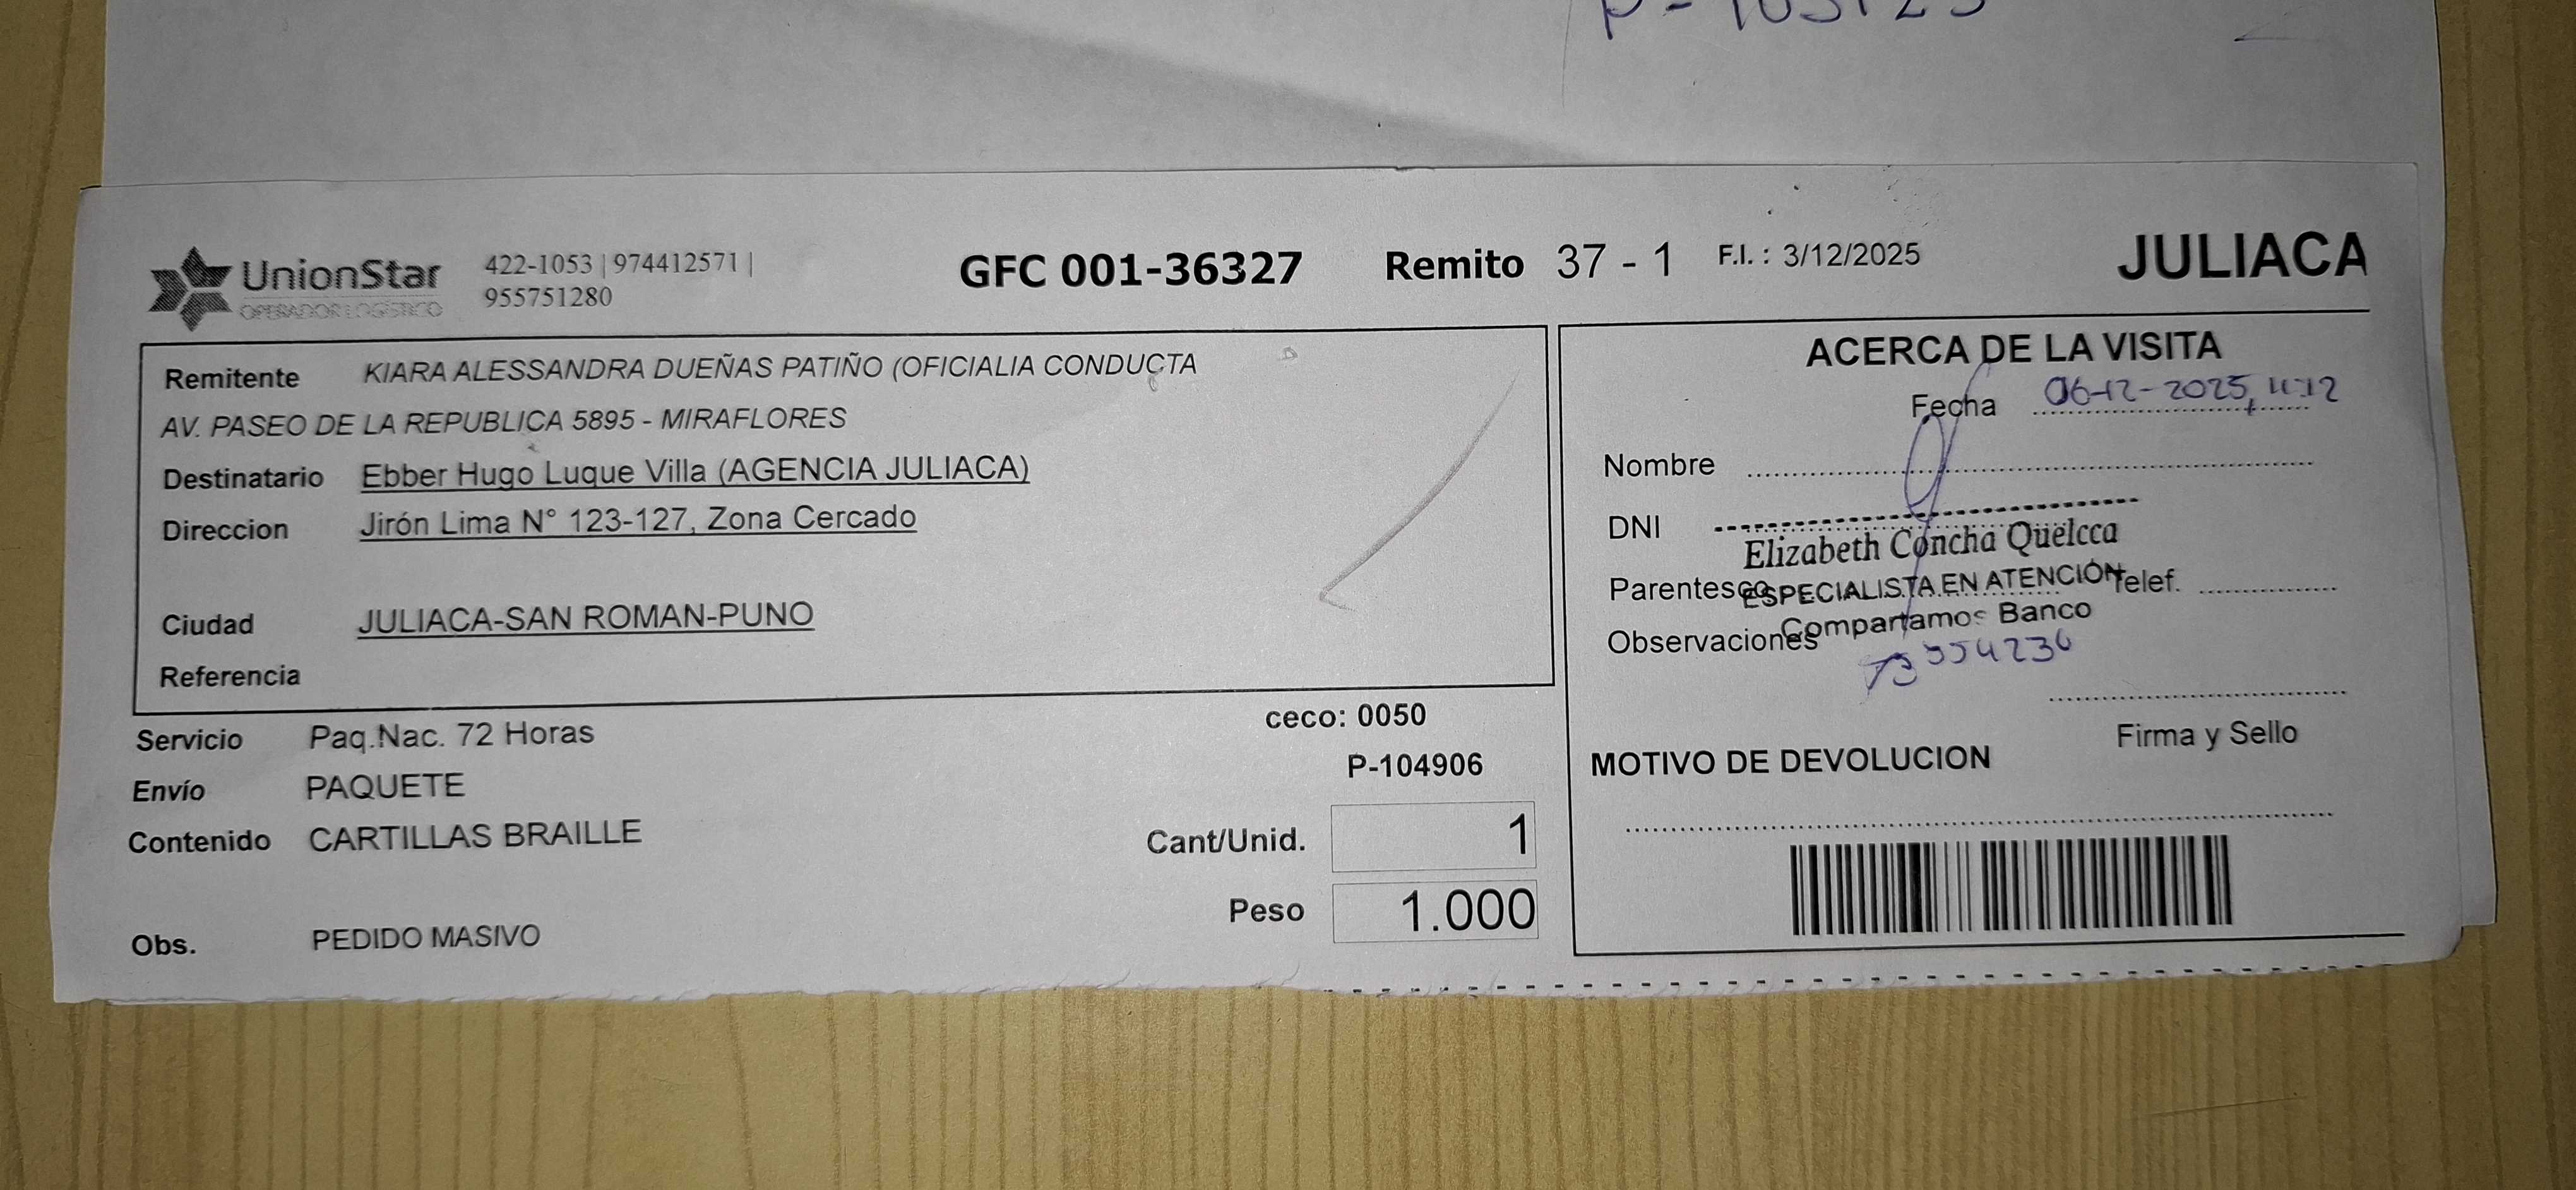 P-103123
UnionStar
OPERADOR LOGÍSTICO
422-1053 | 974412571 |
955751280
GFC 001-36327
Remito 37 - 1
F.I. : 3/12/2025
JULIACA
Remitente KIARA ALESSANDRA DUEÑAS PATIÑO (OFICIALIA CONDUCTA
AV. PASEO DE LA REPUBLICA 5895 - MIRAFLORES
Destinatario Ebber Hugo Luque Villa (AGENCIA JULIACA)
Direccion Jirón Lima N° 123-127, Zona Cercado
Ciudad JULIACA-SAN ROMAN-PUNO
Referencia
Servicio Paq.Nac. 72 Horas
Envío PAQUETE
Contenido CARTILLAS BRAILLE
Obs. PEDIDO MASIVO
ceco: 0050
P-104906
Cant/Unid. 1
Peso 1.000
ACERCA DE LA VISITA
Fecha 06-12-2025, 11:12
Nombre
DNI
Elizabeth Concha Quelcca
Parentesco
ESPECIALISTA EN ATENCIÓN
Telef.
Observaciones
Compartamos Banco
Firma y Sello
MOTIVO DE DEVOLUCION